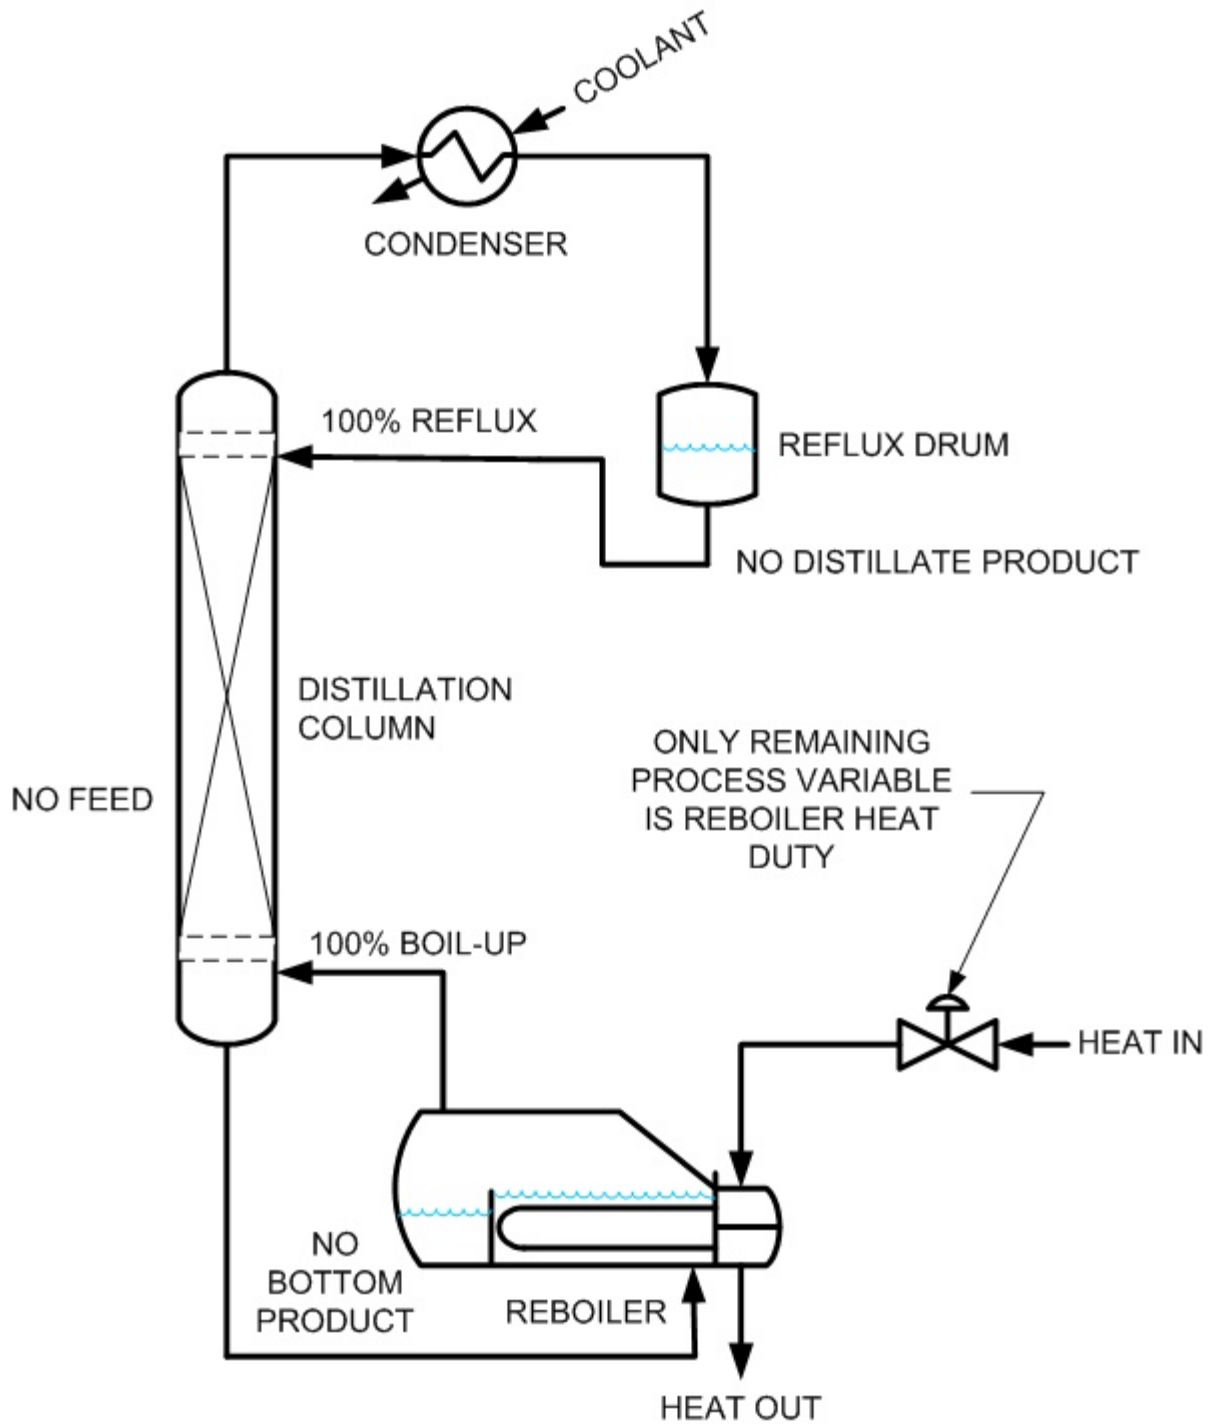 COOLANT
CONDENSER
100% REFLUX
REFLUX DRUM
NO DISTILLATE PRODUCT
DISTILLATION
COLUMN
ONLY REMAINING
PROCESS VARIABLE
IS REBOILER HEAT
DUTY
NO FEED
100% BOIL-UP
HEAT IN
NO
BOTTOM
PRODUCT
REBOILER
HEAT OUT